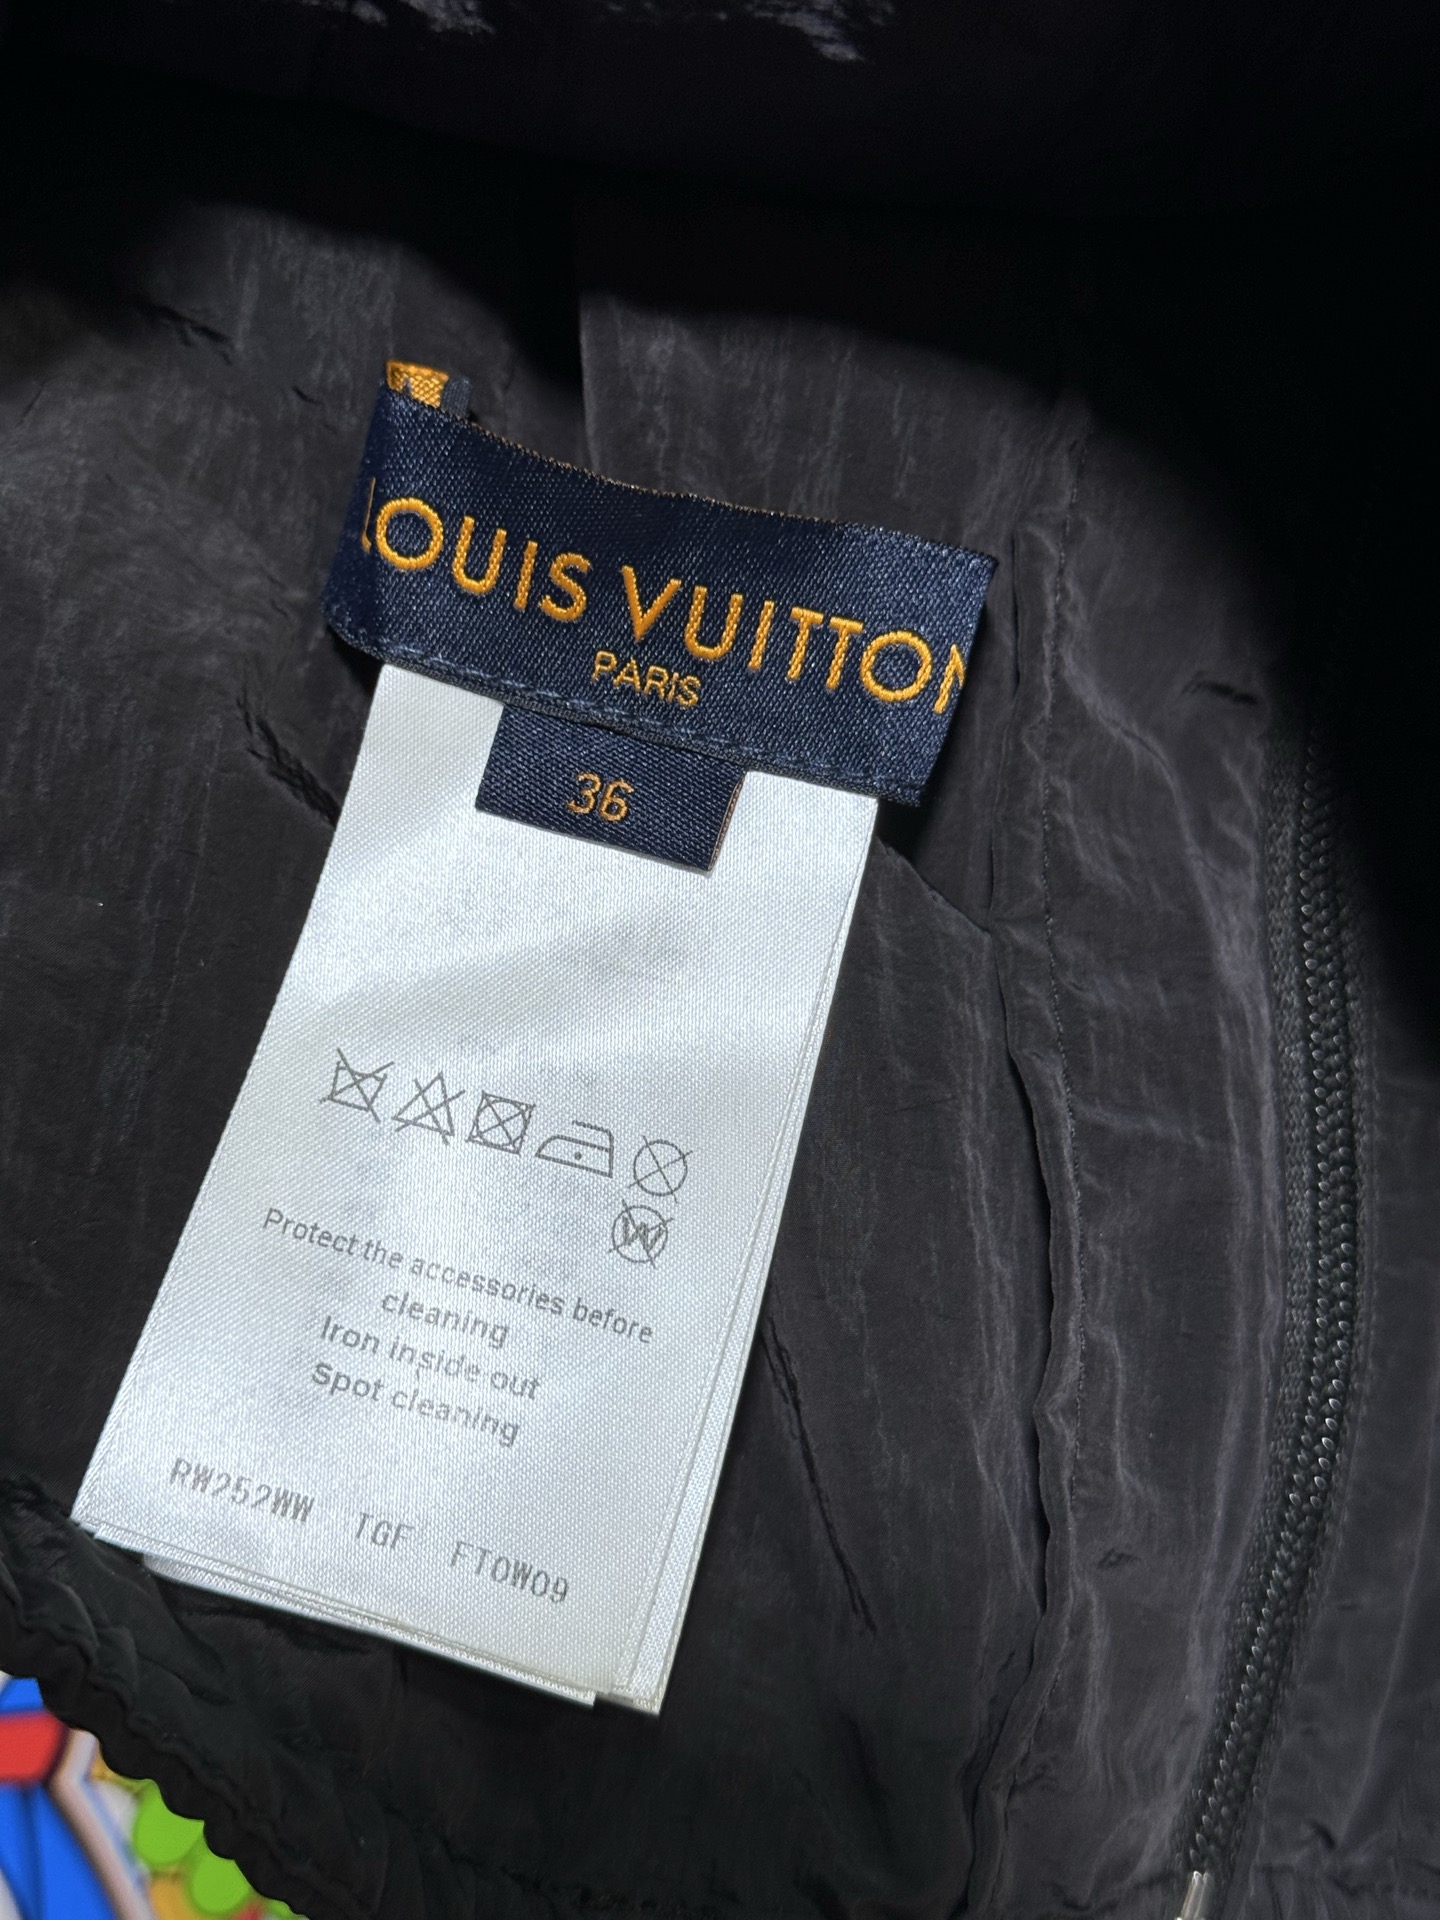 LOUIS VUITTON
PARIS
36
W
Protect the accessories before
cleaning
Iron inside out
Spot cleaning
RW252WW TGF FTOW09